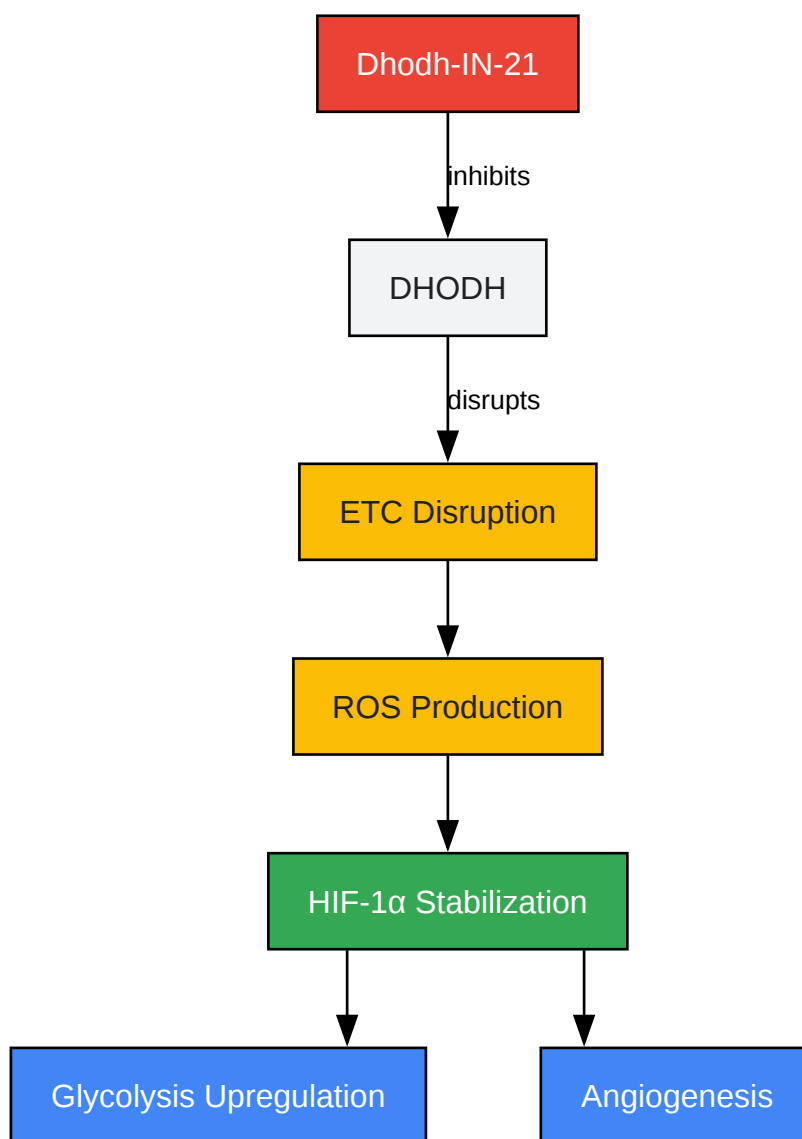 Dhodh-IN-21
inhibits
DHODH
disrupts
ETC Disruption
ROS Production
HIF-1α Stabilization
Glycolysis Upregulation
Angiogenesis